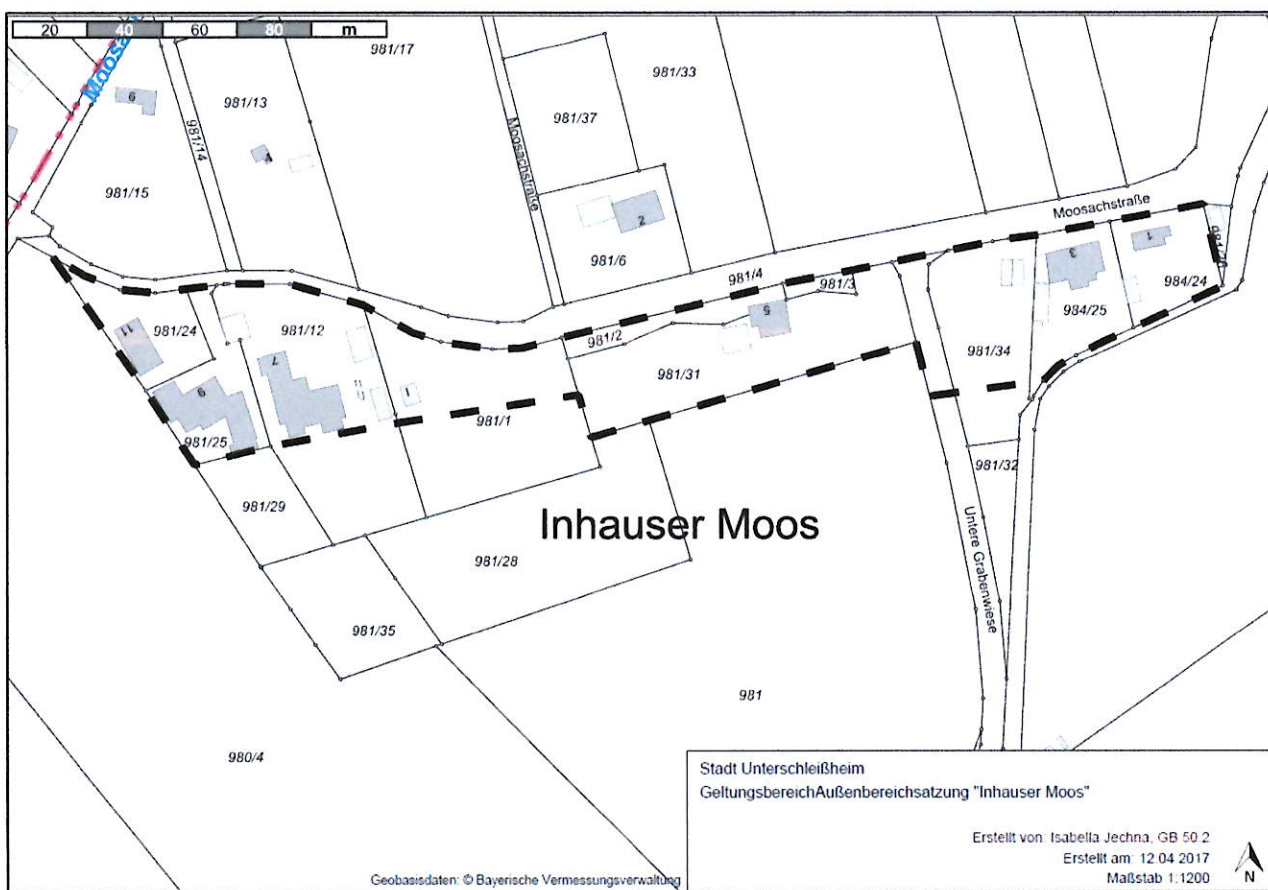 20 40 60 80 m
Moosa
981/17
981/33
9
981/13
981/37
981/14
4
Moosachstraße
981/15
Moosachstraße
2
1
981/6
3
981/4
981/3
984/24
984/25
5
981/24
981/12
981/2
11
981/34
7
981/31
9
981/1
981/25
981/32
981/29
Inhauser Moos
981/28
Untere Grabenwiese
981/35
981
980/4
Stadt Unterschleißheim
GeltungsbereichAußenbereichsatzung "Inhauser Moos"
Erstellt von: Isabella Jechna, GB 50.2
Erstellt am: 12.04.2017
Maßstab 1:1200
N
Geobasisdaten: © Bayerische Vermessungsverwaltung